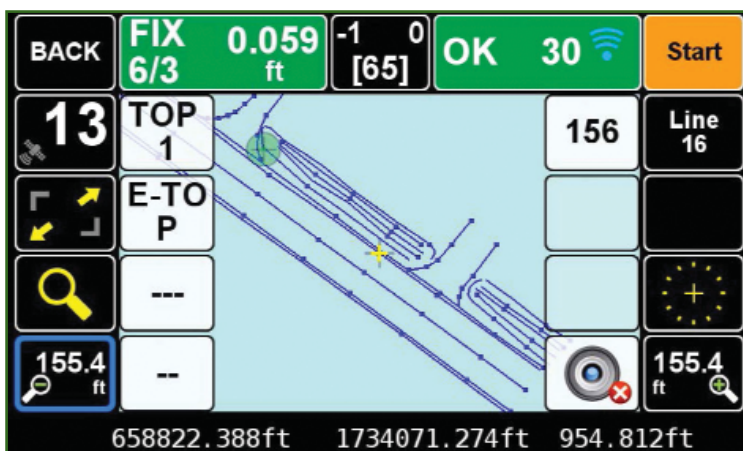 BACK
FIX 0.059 ft
6/3
-1 0
[65]
OK 30
Start
13
TOP
1
156
Line
16
E-TO
P
---
155.4
ft
--
155.4
ft
658822.388ft 1734071.274ft 954.812ft